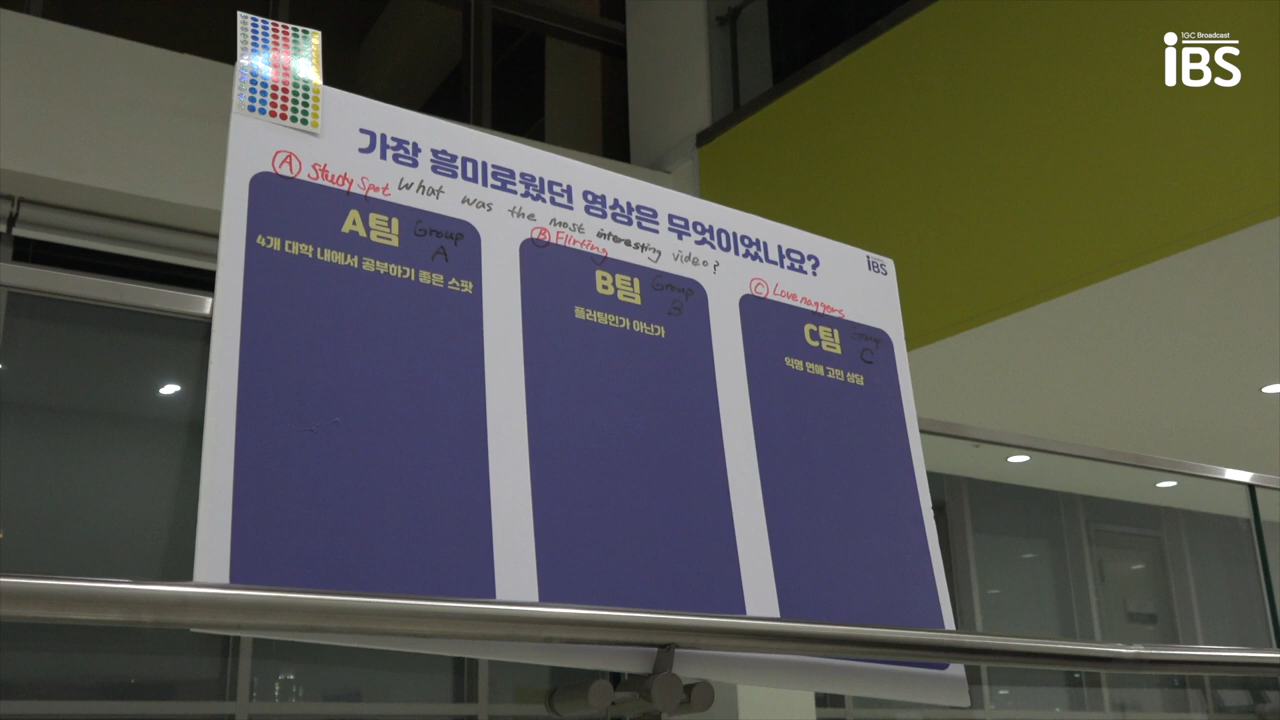 IGC Broadcast
iBS
가장 흥미로웠던 영상은 무엇이었나요?
What was the most interesting video?
iBS
Ⓐ Study Spot
A팀 Group A
4개 대학 내에서 공부하기 좋은 스팟
Ⓑ Flirting
B팀 Group B
플러팅인가 아닌가
Ⓒ Love naggers
C팀 Group C
익명 연애 고민 상담